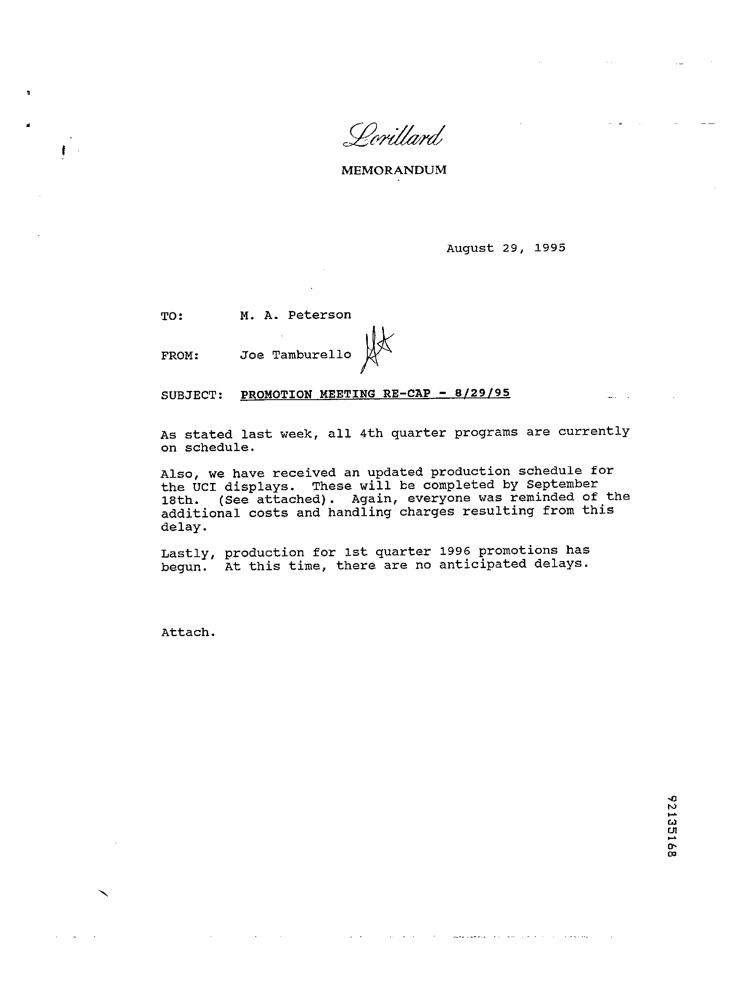 Lorillard
MEMORANDUM
August 29, 1995
TO: M. A. Peterson
FROM: Joe Tamburello
SUBJECT: PROMOTION MEETING RE-CAP - 8/29/95
As stated last week, all 4th quarter programs are currently
on schedule.
Also, we have received an updated production schedule for
the UCI displays. These will be completed by September
18th. (See attached). Again, everyone was reminded of the
additional costs and handling charges resulting from this
delay.
Lastly, production for 1st quarter 1996 promotions has
begun. At this time, there are no anticipated delays.
Attach.
92135168